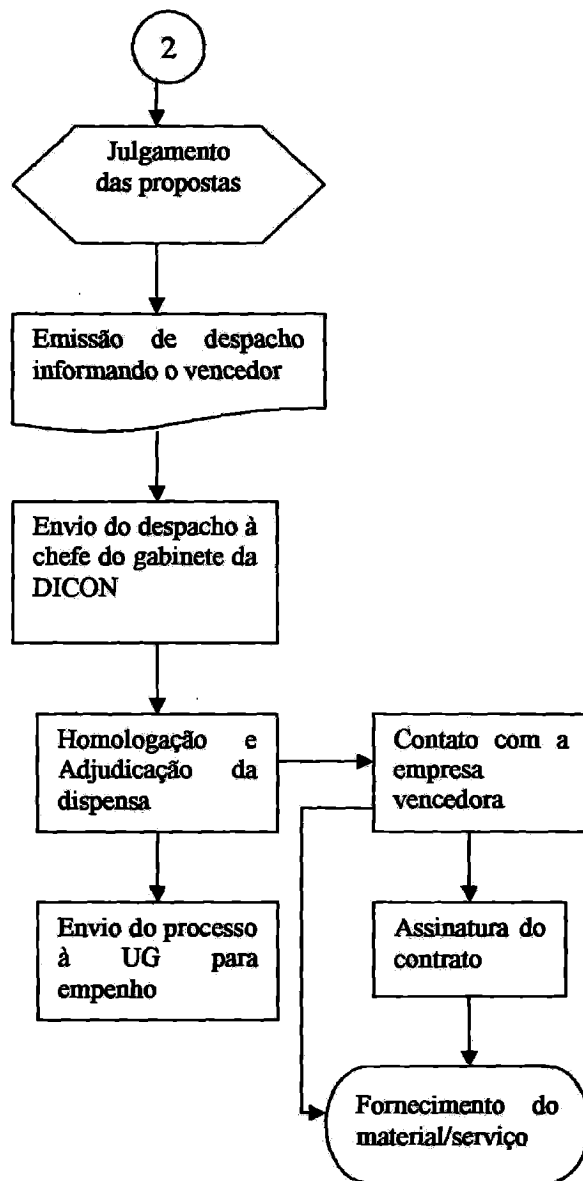 2
Julgamento
das propostas
Emissão de despacho
informando o vencedor
Envio do despacho à
chefe do gabinete da
DICON
Homologação e
Adjudicação da
dispensa
Contato com a
empresa
vencedora
Envio do processo
à UG para
empenho
Assinatura do
contrato
Fornecimento do
material/serviço